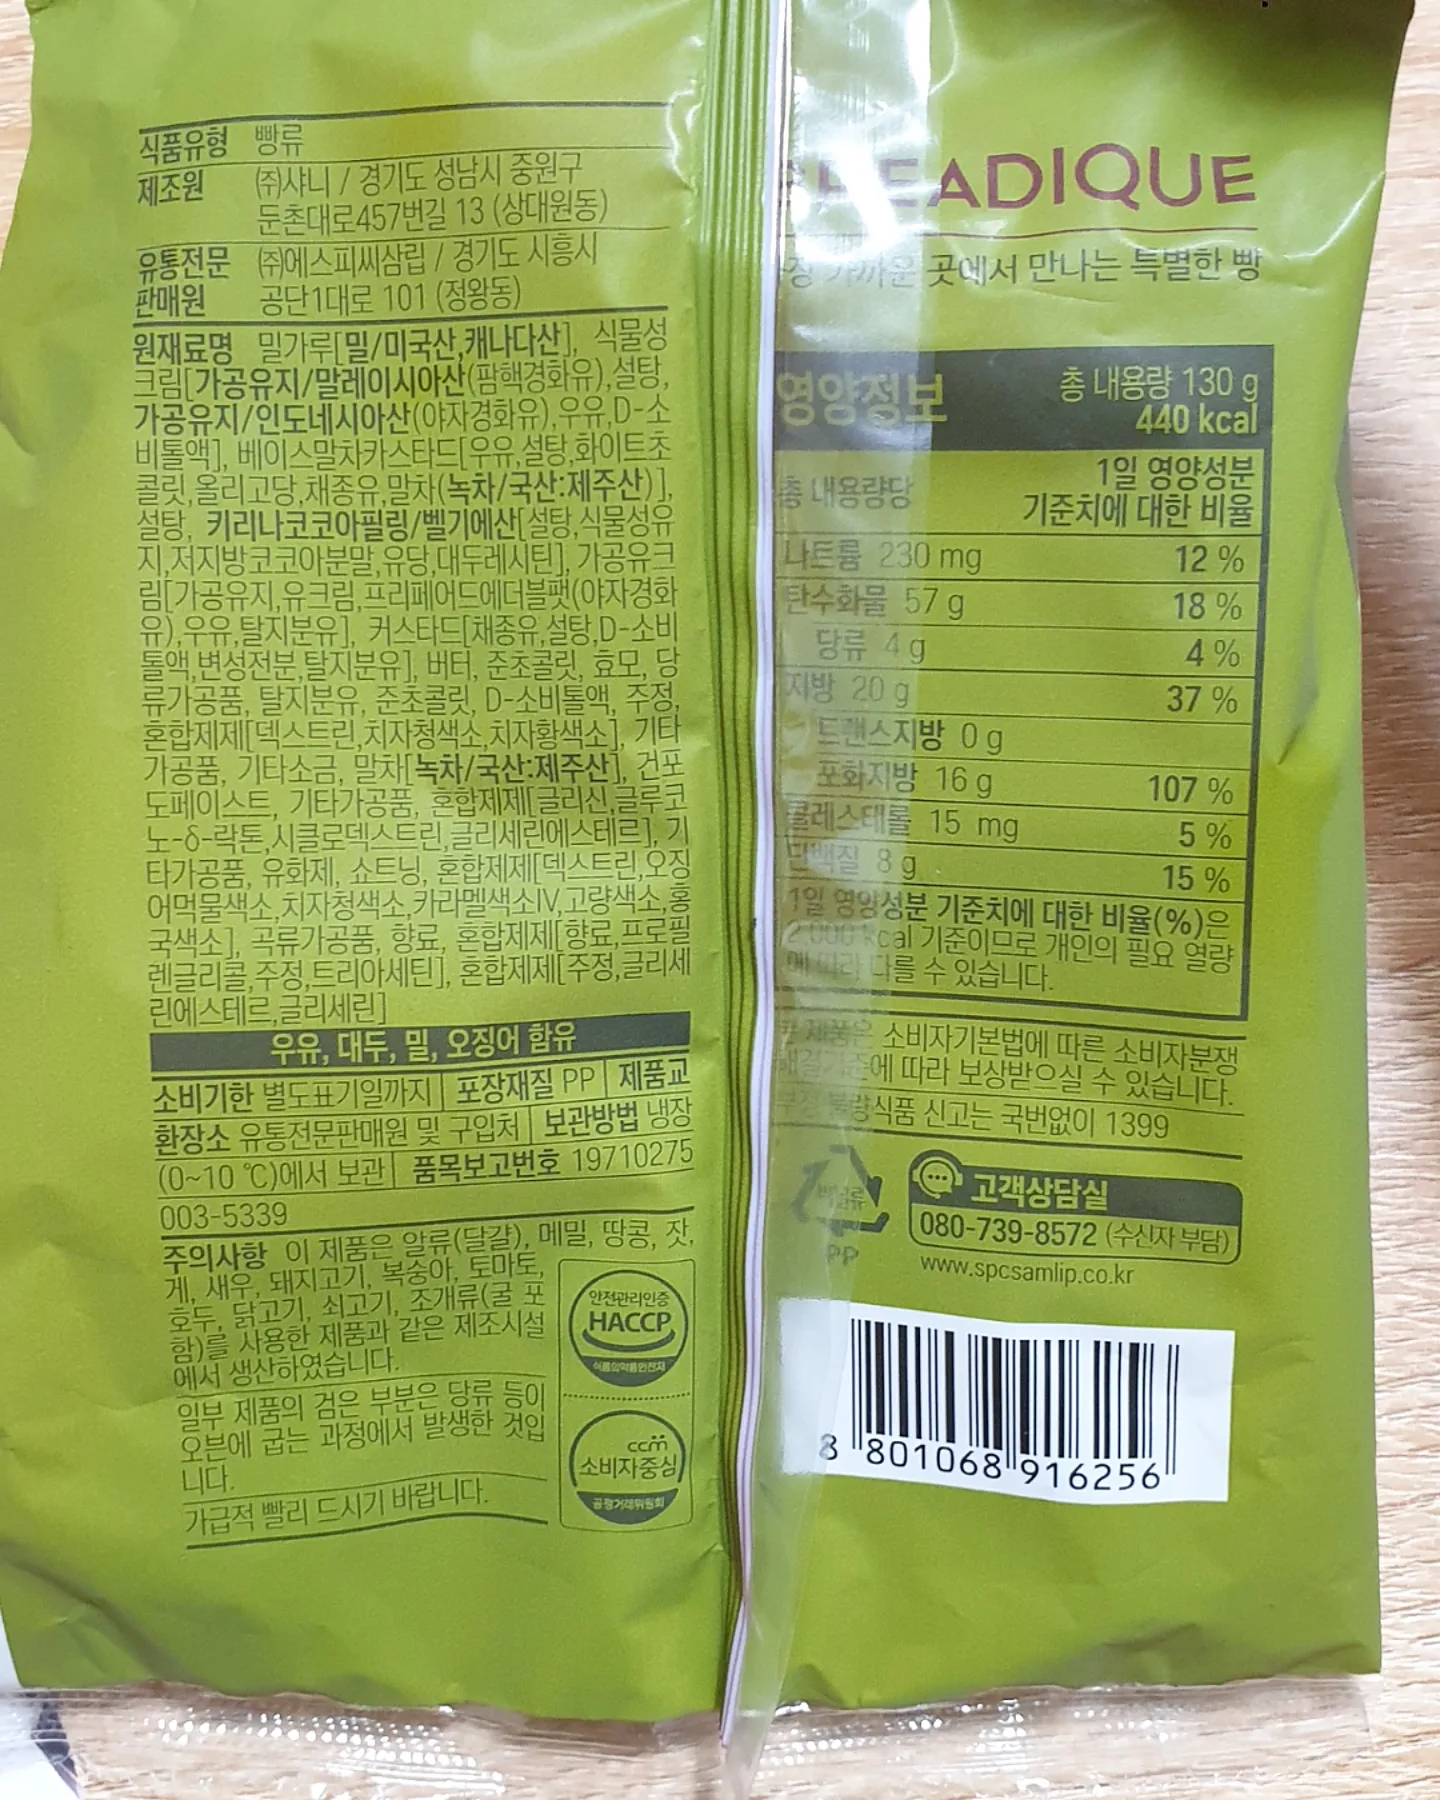 식품유형 빵류
제조원 ㈜샤니 / 경기도 성남시 중원구
둔촌대로457번길 13 (상대원동)
유통전문 ㈜에스피씨삼립 / 경기도 시흥시
판매원 공단1대로 101 (정왕동)
원재료명 밀가루[밀/미국산,캐나다산], 식물성
크림[가공유지/말레이시아산(팜핵경화유),설탕,
가공유지/인도네시아산(야자경화유),우유,D-소
비톨액], 베이스말차카스타드[우유,설탕,화이트초
콜릿,올리고당,채종유,말차(녹차/국산:제주산)],
설탕, 키리나코코아필링/벨기에산[설탕,식물성유
지,저지방코코아분말,유당,대두레시틴], 가공유크
림[가공유지,유크림,프리페어드에더블팻(야자경화
유),우유,탈지분유], 커스타드[채종유,설탕,D-소비
톨액,변성전분,탈지분유], 버터, 준초콜릿, 효모, 당
류가공품, 탈지분유, 준초콜릿, D-소비톨액, 주정,
혼합제제[덱스트린,치자청색소,치자황색소], 기타
가공품, 기타소금, 말차[녹차/국산:제주산], 건포
도페이스트, 기타가공품, 혼합제제[글리신,글루코
노-δ-락톤,시클로덱스트린,글리세린에스테르], 기
타가공품, 유화제, 쇼트닝, 혼합제제[덱스트린,오징
어먹물색소,치자청색소,카라멜색소Ⅳ,고량색소,홍
국색소], 곡류가공품, 향료, 혼합제제[향료,프로필
렌글리콜,주정,트리아세틴], 혼합제제[주정,글리세
린에스테르,글리세린]
우유, 대두, 밀, 오징어 함유
소비기한 별도표기일까지 | 포장재질 PP | 제품교
환장소 유통전문판매원 및 구입처 | 보관방법 냉장
(0~10 ℃)에서 보관 | 품목보고번호 19710275
003-5339
주의사항 이 제품은 알류(달걀), 메밀, 땅콩, 잣,
게, 새우, 돼지고기, 복숭아, 토마토,
호두, 닭고기, 쇠고기, 조개류(굴 포
함)를 사용한 제품과 같은 제조시설
에서 생산하였습니다.
일부 제품의 검은 부분은 당류 등이
오븐에 굽는 과정에서 발생한 것입
니다.
가급적 빨리 드시기 바랍니다.
안전관리인증
HACCP
식품의약품안전처
ccm
소비자중심
공정거래위원회
EADIQUE
장 가까운 곳에서 만나는 특별한 빵
영양정보 총 내용량 130 g
440 kcal
총 내용량당 1일 영양성분
기준치에 대한 비율
나트륨 230 mg 12 %
탄수화물 57 g 18 %
당류 4 g 4 %
지방 20 g 37 %
트랜스지방 0 g
포화지방 16 g 107 %
콜레스테롤 15 mg 5 %
단백질 8 g 15 %
1일 영양성분 기준치에 대한 비율(%)은
2,000 kcal 기준이므로 개인의 필요 열량
에 따라 다를 수 있습니다.
본 제품은 소비자기본법에 따른 소비자분쟁
해결기준에 따라 보상받으실 수 있습니다.
부정·불량식품 신고는 국번없이 1399
비닐류
PP
고객상담실
080-739-8572 (수신자 부담)
www.spcsamlip.co.kr
8 801068 916256